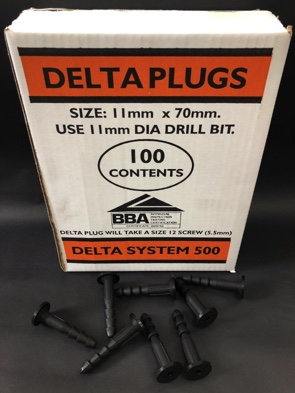 DELTA PLUGS
SIZE: 11mm x 70mm.
USE 11mm DIA DRILL BIT.
100
CONTENTS
BBA
DELTA PLUG WILL TAKE A SIZE 12 SCREW (5.5mm)
DELTA SYSTEM 500